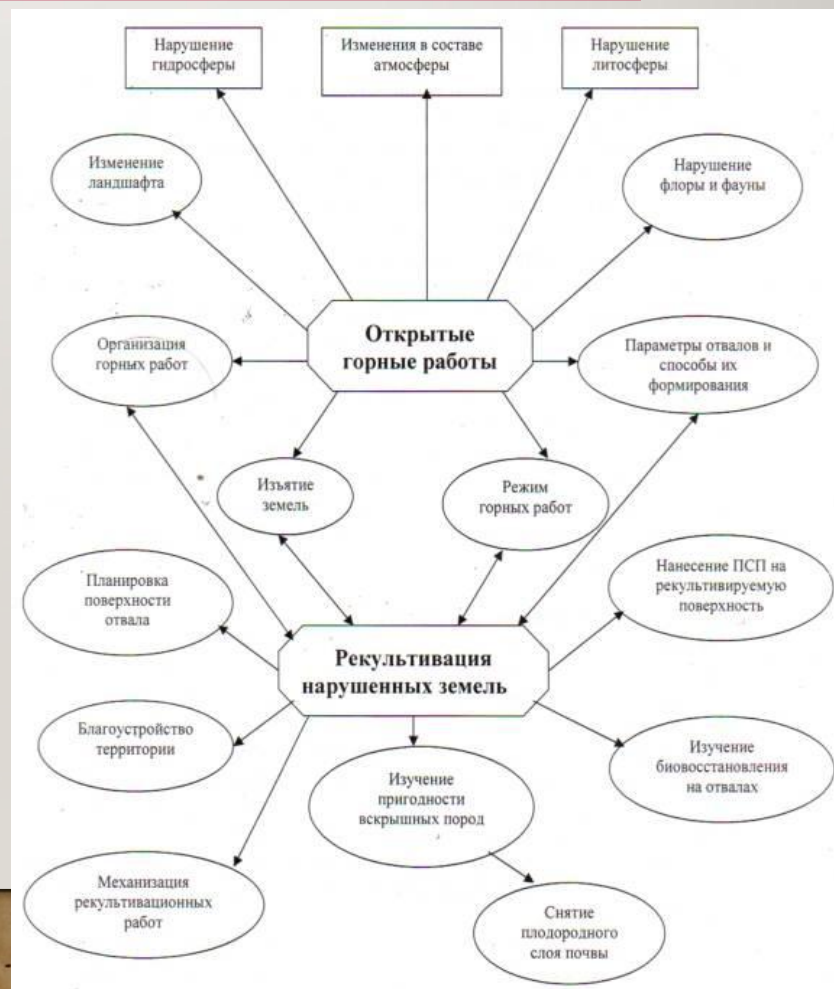 Нарушение
гидросферы
Изменения в составе
атмосферы
Нарушение
литосферы
Изменение
ландшафта
Нарушение
флоры и фауны
Открытые
горные работы
Организация
горных работ
Параметры отвалов и
способы их
формирования
Изъятие
земель
Режим
горных работ
Планировка
поверхности
отвала
Нанесение ПСП на
рекультивируемую
поверхность
Рекультивация
нарушенных земель
Благоустройство
территории
Изучение
пригодности
вскрышных пород
Изучение
биовосстановления
на отвалах
Механизация
рекультивационных
работ
Снятие
плодородного
слоя почвы